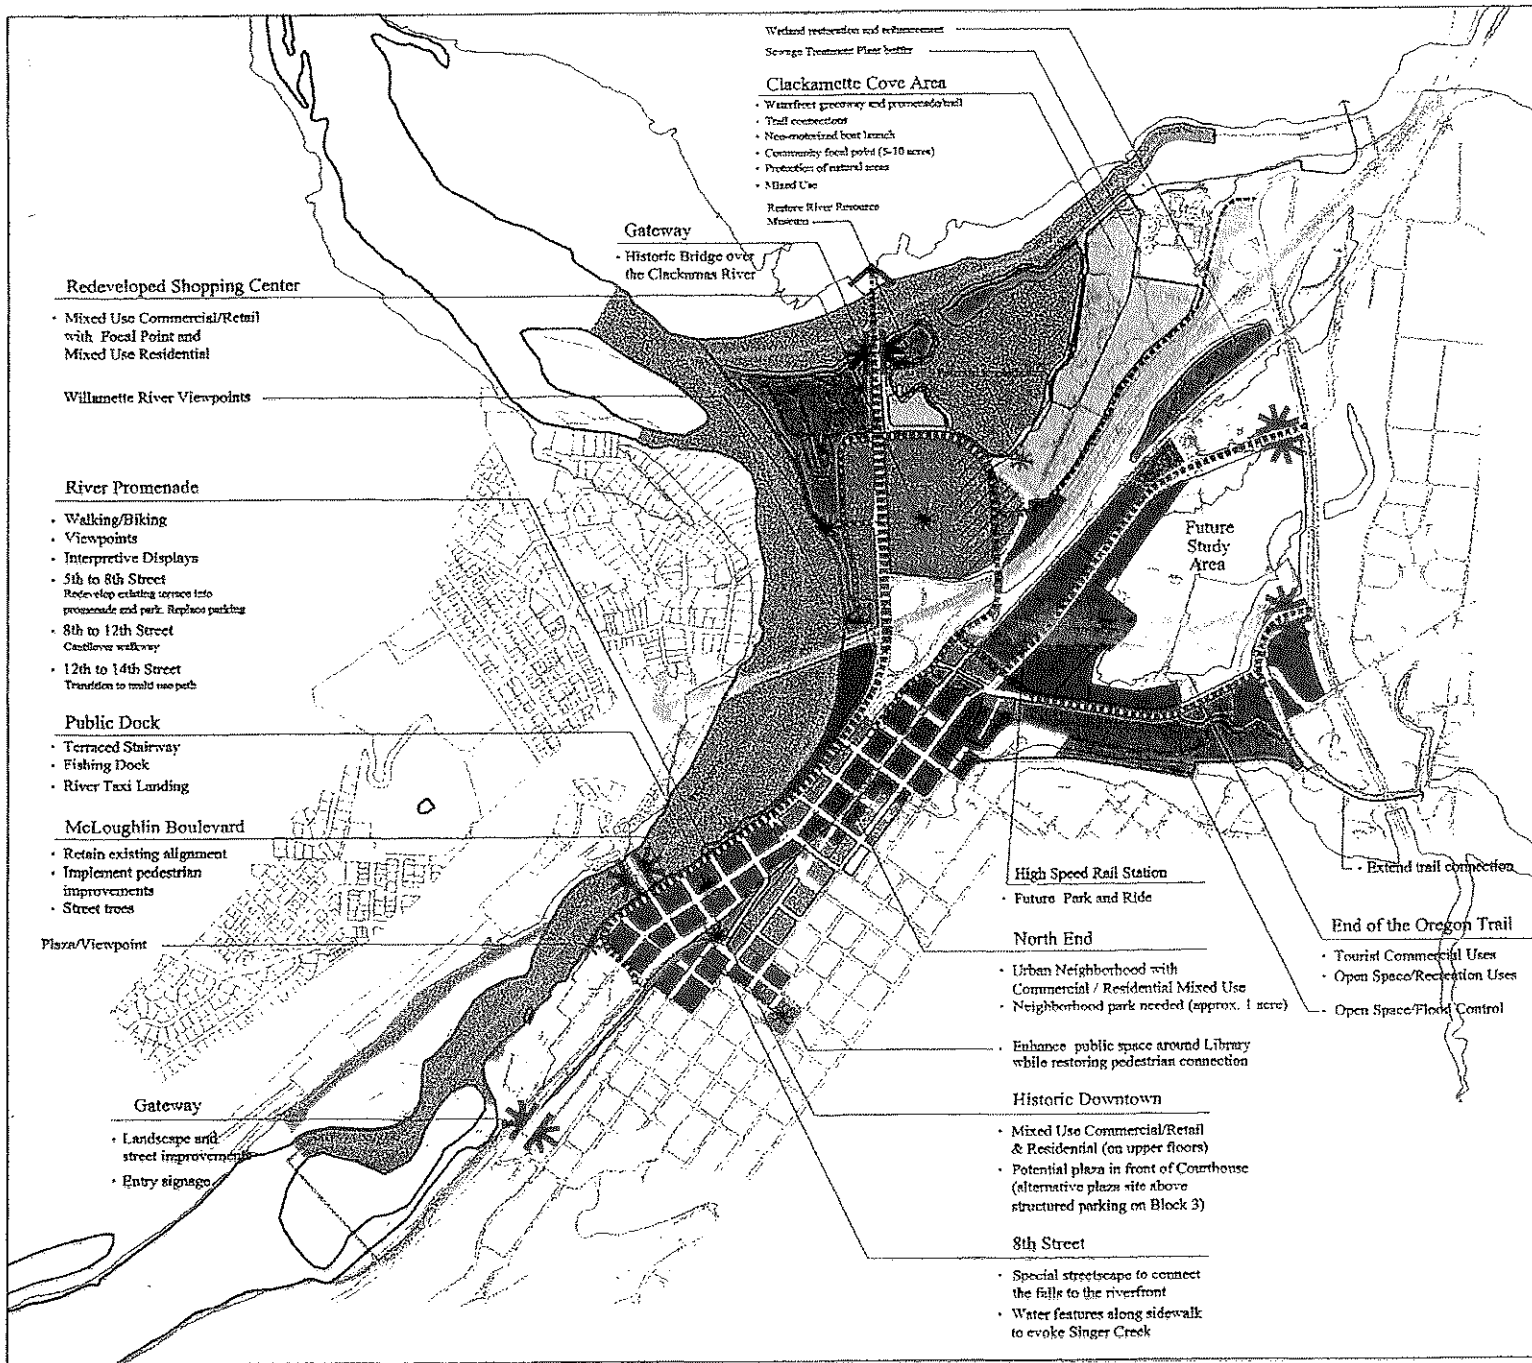 Wetland restoration and enhancement
Sewage Treatment Plant buffer
Clackamette Cove Area
· Waterfront greenway and promenade/trail
· Trail connections
· Non-motorized boat launch
· Community focal point (5-10 acres)
· Protection of natural areas
· Mixed Use
Restore River Resource
Museum
Gateway
· Historic Bridge over
the Clackamas River
Redeveloped Shopping Center
· Mixed Use Commercial/Retail
with Focal Point and
Mixed Use Residential
Willamette River Viewpoints
River Promenade
· Walking/Biking
· Viewpoints
· Interpretive Displays
· 5th to 8th Street
Redevelop existing terrace into
promenade and park. Replace parking
· 8th to 12th Street
Cantilever walkway
· 12th to 14th Street
Transition to multi use path
Public Dock
· Terraced Stairway
· Fishing Dock
· River Taxi Landing
McLoughlin Boulevard
· Retain existing alignment
· Implement pedestrian
improvements
· Street trees
Plaza/Viewpoint
Gateway
· Landscape and
street improvements
· Entry signage
Future
Study
Area
High Speed Rail Station
· Future Park and Ride
North End
· Urban Neighborhood with
Commercial / Residential Mixed Use
· Neighborhood park needed (approx. 1 acre)
· Enhance public space around Library
while restoring pedestrian connection
Historic Downtown
· Mixed Use Commercial/Retail
& Residential (on upper floors)
· Potential plaza in front of Courthouse
(alternative plaza site above
structured parking on Block 3)
8th Street
· Special streetscape to connect
the falls to the riverfront
· Water features along sidewalk
to evoke Singer Creek
· Extend trail connection
End of the Oregon Trail
· Tourist Commercial Uses
· Open Space/Recreation Uses
· Open Space/Flood Control